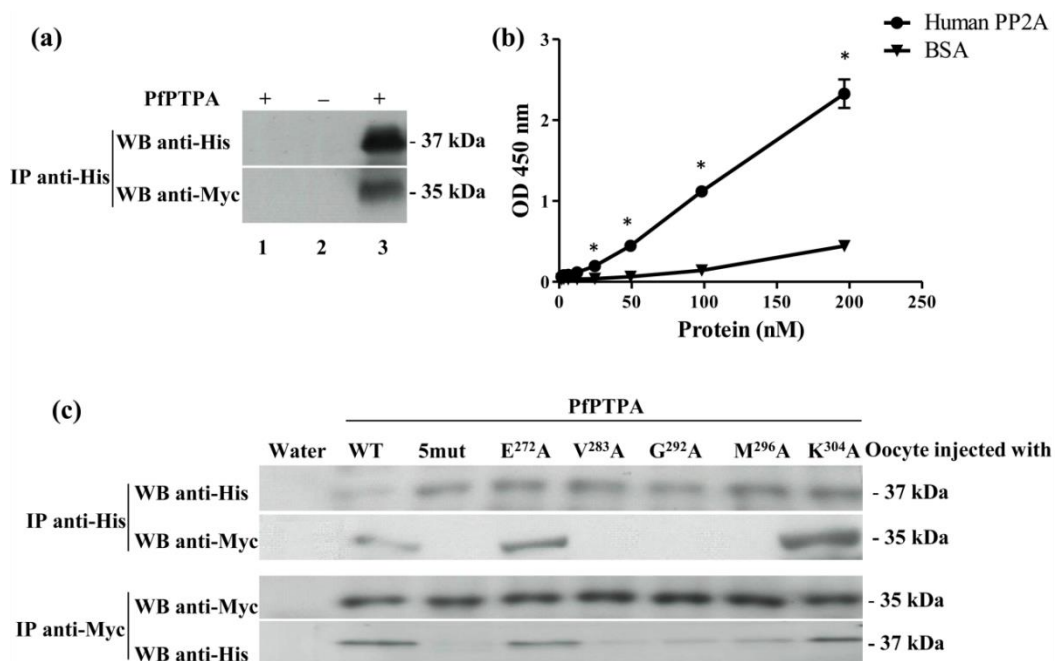 (a)
PfPTPA + – +
WB anti-His - 37 kDa
IP anti-His
WB anti-Myc - 35 kDa
1 2 3
(b)
Human PP2A
BSA
3
2
1
0
OD 450 nm
* * * *
*
0 50 100 150 200 250
Protein (nM)
(c)
PfPTPA
Water WT 5mut E²⁷²A V²⁸³A G²⁹²A M²⁹⁶A K³⁰⁴A Oocyte injected with
WB anti-His - 37 kDa
IP anti-His
WB anti-Myc - 35 kDa
WB anti-Myc - 35 kDa
IP anti-Myc
WB anti-His - 37 kDa